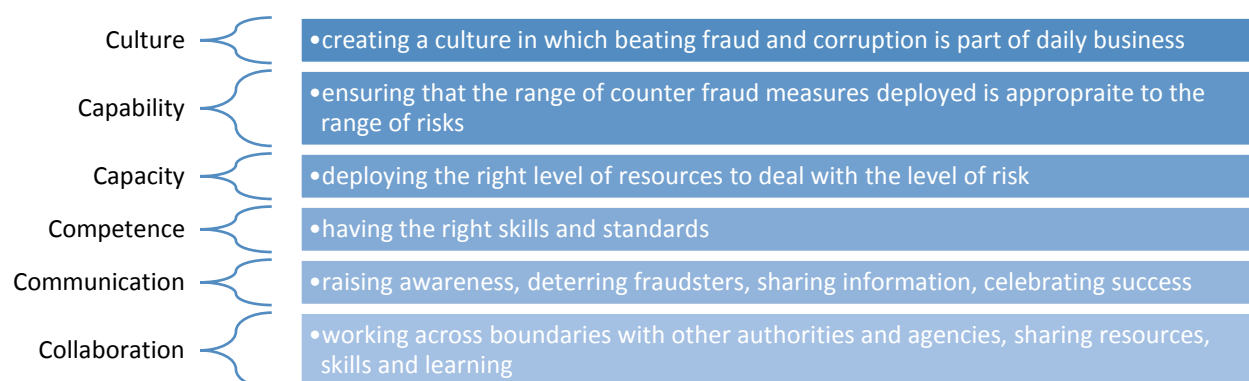 Culture
•creating a culture in which beating fraud and corruption is part of daily business
Capability
•ensuring that the range of counter fraud measures deployed is appropraite to the
range of risks
Capacity
•deploying the right level of resources to deal with the level of risk
Competence
•having the right skills and standards
Communication
•raising awareness, deterring fraudsters, sharing information, celebrating success
Collaboration
•working across boundaries with other authorities and agencies, sharing resources,
skills and learning